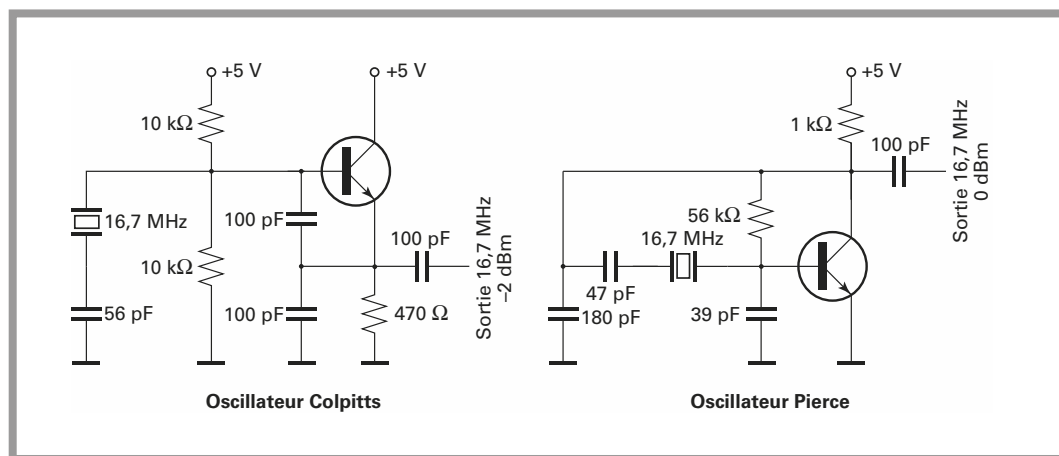 +5 V
+5 V
10 kΩ
16,7 MHz
100 pF
10 kΩ
100 pF
56 pF
100 pF
470 Ω
Sortie 16,7 MHz
–2 dBm
Oscillateur Colpitts
+5 V
1 kΩ
100 pF
56 kΩ
16,7 MHz
47 pF
180 pF
39 pF
Sortie 16,7 MHz
0 dBm
Oscillateur Pierce